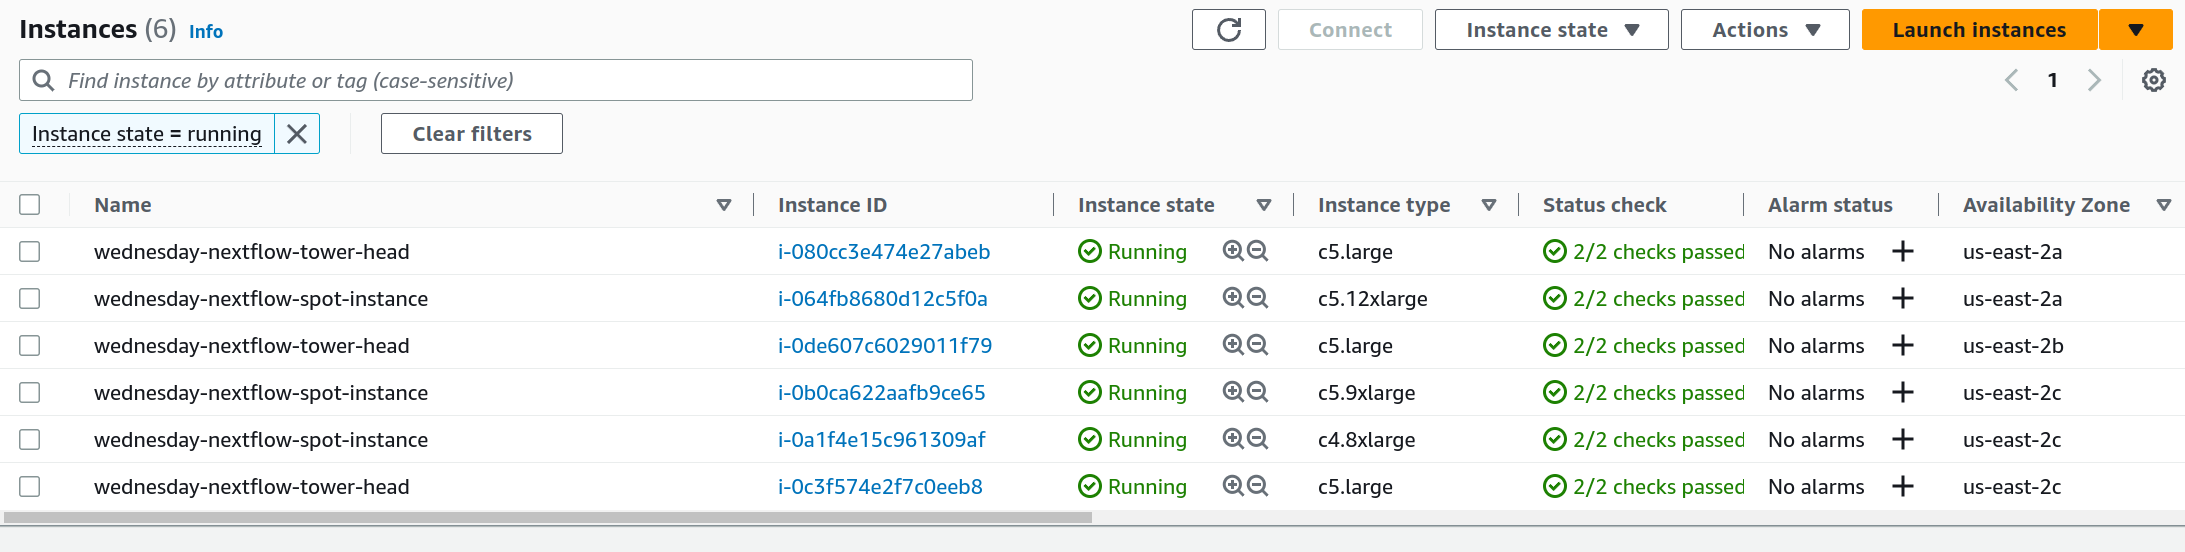 Instances (6) Info Connect Instance state Actions Launch instances
Find instance by attribute or tag (case-sensitive) 1
Instance state = running Clear filters
Name Instance ID Instance state Instance type Status check Alarm status Availability Zone
wednesday-nextflow-tower-head i-080cc3e474e27abeb Running c5.large 2/2 checks passed No alarms us-east-2a
wednesday-nextflow-spot-instance i-064fb8680d12c5f0a Running c5.12xlarge 2/2 checks passed No alarms us-east-2a
wednesday-nextflow-tower-head i-0de607c6029011f79 Running c5.large 2/2 checks passed No alarms us-east-2b
wednesday-nextflow-spot-instance i-0b0ca622aafb9ce65 Running c5.9xlarge 2/2 checks passed No alarms us-east-2c
wednesday-nextflow-spot-instance i-0a1f4e15c961309af Running c4.8xlarge 2/2 checks passed No alarms us-east-2c
wednesday-nextflow-tower-head i-0c3f574e2f7c0eeb8 Running c5.large 2/2 checks passed No alarms us-east-2c